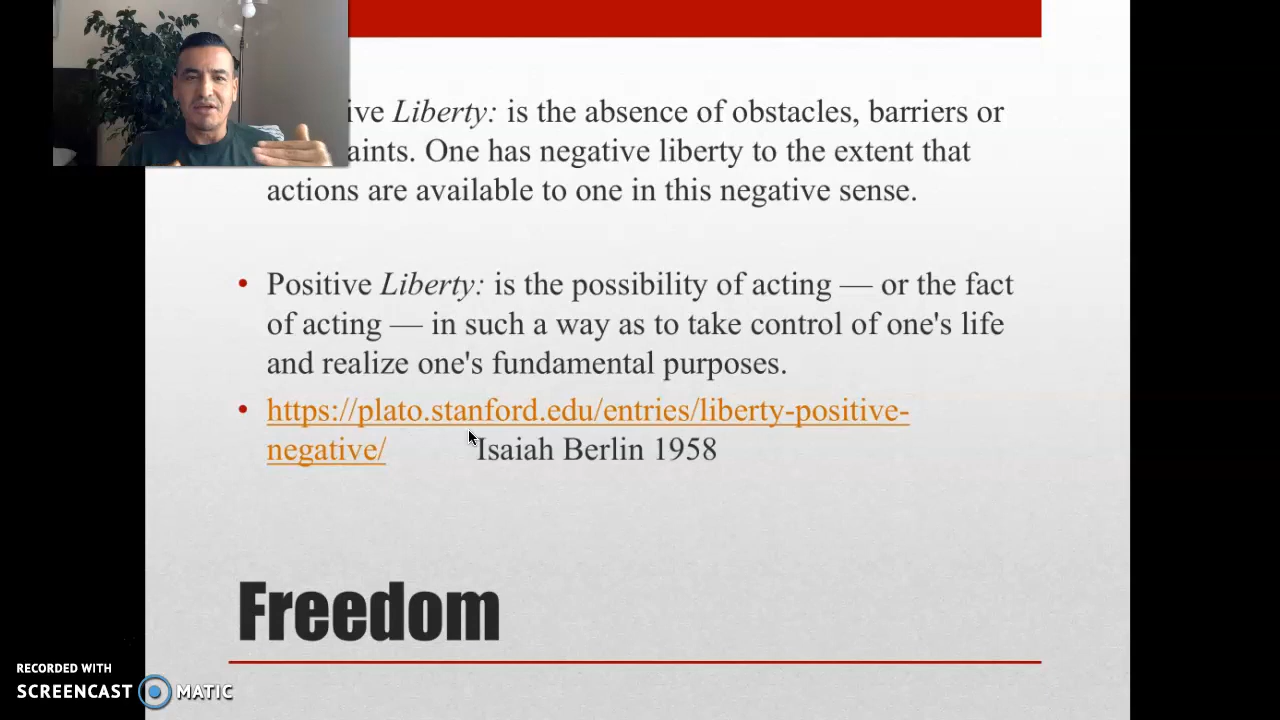 ive Liberty: is the absence of obstacles, barriers or
aints. One has negative liberty to the extent that
actions are available to one in this negative sense.
• Positive Liberty: is the possibility of acting — or the fact
of acting — in such a way as to take control of one's life
and realize one's fundamental purposes.
• https://plato.stanford.edu/entries/liberty-positive-
negative/ Isaiah Berlin 1958
Freedom
RECORDED WITH
SCREENCAST MATIC